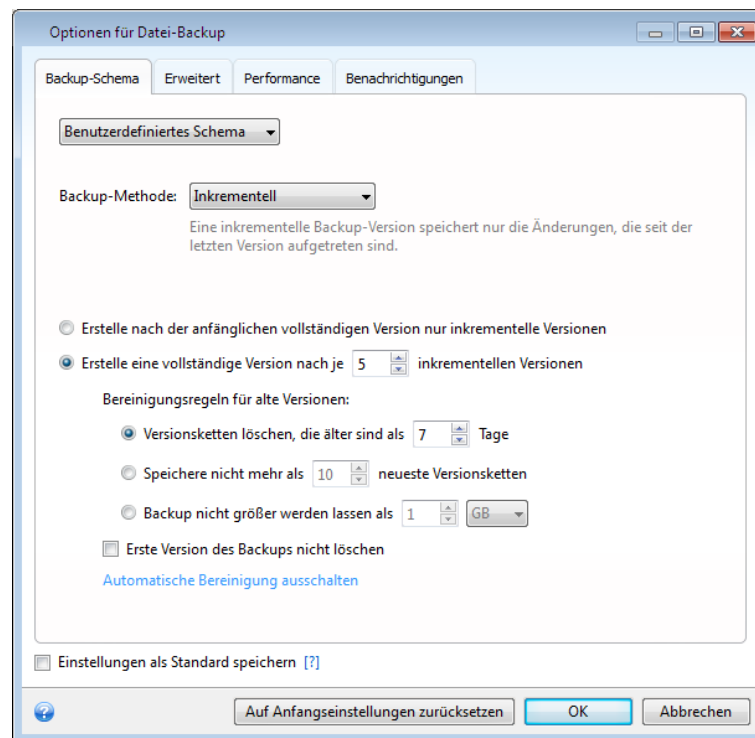 Optionen für Datei-Backup
Backup-Schema Erweitert Performance Benachrichtigungen
Benutzerdefiniertes Schema
Backup-Methode: Inkrementell
Eine inkrementelle Backup-Version speichert nur die Änderungen, die seit der
letzten Version aufgetreten sind.
Erstelle nach der anfänglichen vollständigen Version nur inkrementelle Versionen
Erstelle eine vollständige Version nach je 5 inkrementellen Versionen
Bereinigungsregeln für alte Versionen:
Versionsketten löschen, die älter sind als 7 Tage
Speichere nicht mehr als 10 neueste Versionsketten
Backup nicht größer werden lassen als 1 GB
Erste Version des Backups nicht löschen
Automatische Bereinigung ausschalten
Einstellungen als Standard speichern [?]
? Auf Anfangseinstellungen zurücksetzen OK Abbrechen